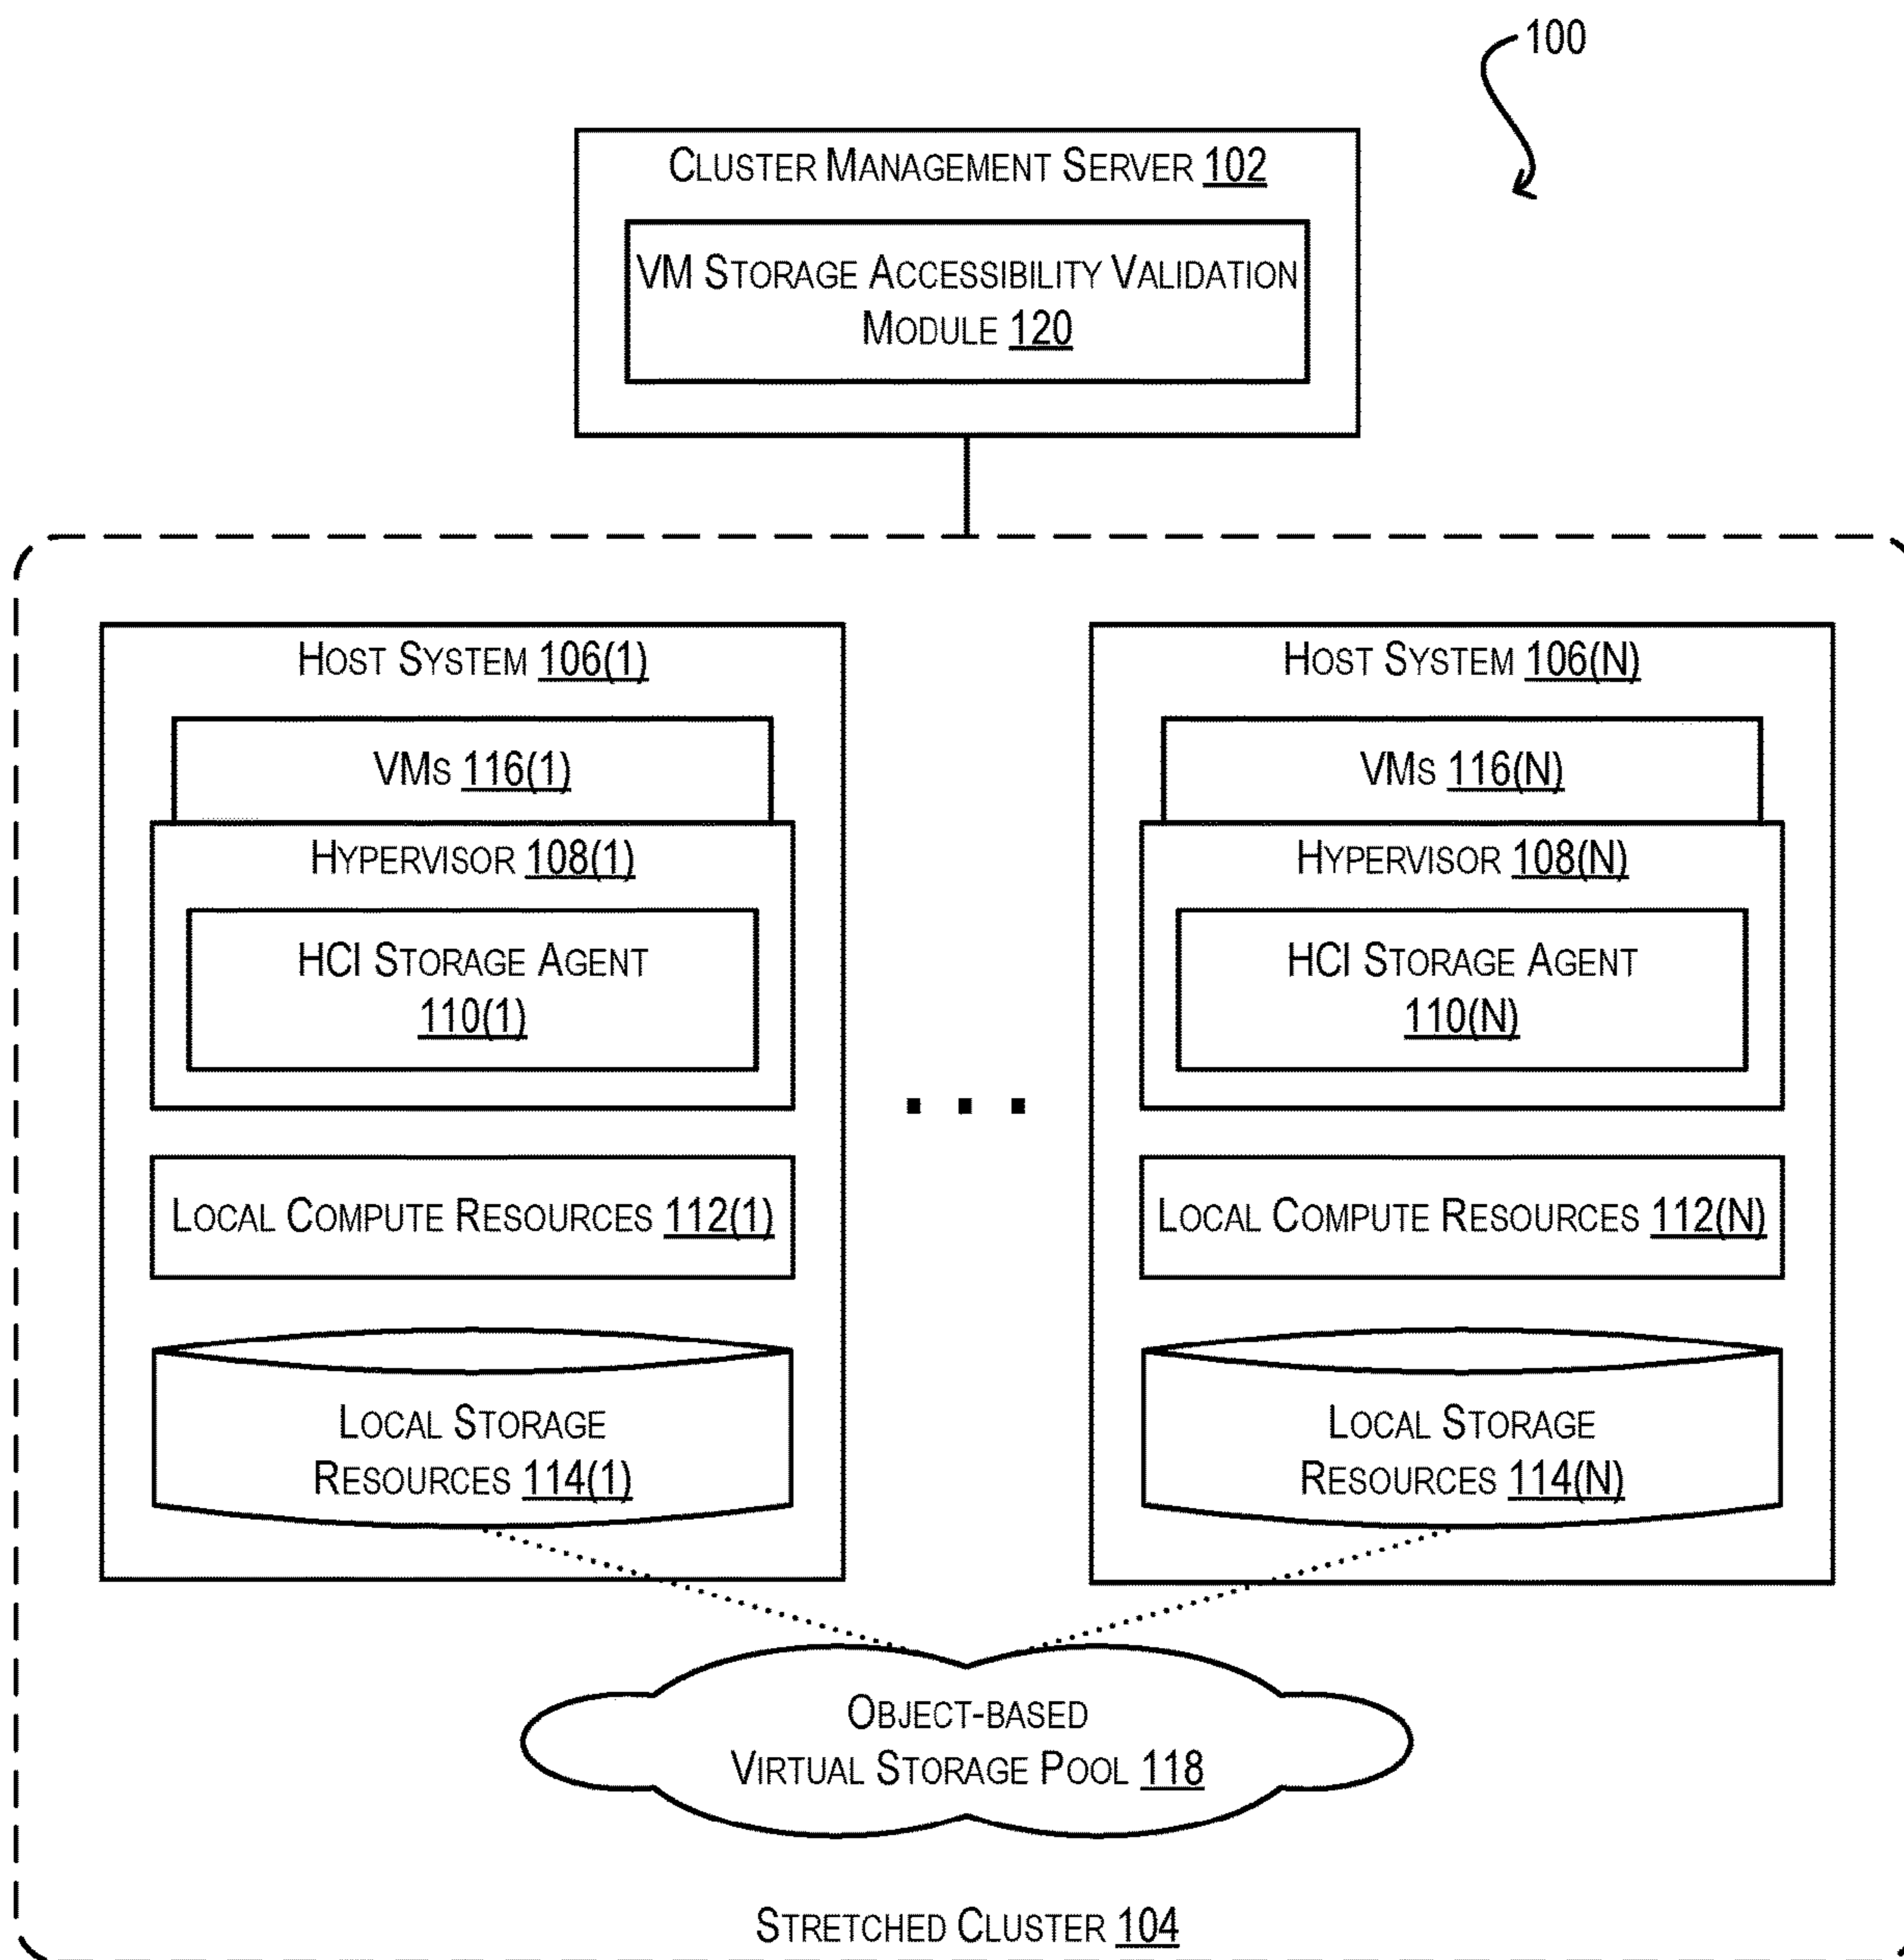 100
CLUSTER MANAGEMENT SERVER 102
VM STORAGE ACCESSIBILITY VALIDATION
MODULE 120
HOST SYSTEM 106(1)
VMS 116(1)
HYPERVISOR 108(1)
HCI STORAGE AGENT
110(1)
LOCAL COMPUTE RESOURCES 112(1)
LOCAL STORAGE
RESOURCES 114(1)
. . .
HOST SYSTEM 106(N)
VMS 116(N)
HYPERVISOR 108(N)
HCI STORAGE AGENT
110(N)
LOCAL COMPUTE RESOURCES 112(N)
LOCAL STORAGE
RESOURCES 114(N)
OBJECT-BASED
VIRTUAL STORAGE POOL 118
STRETCHED CLUSTER 104